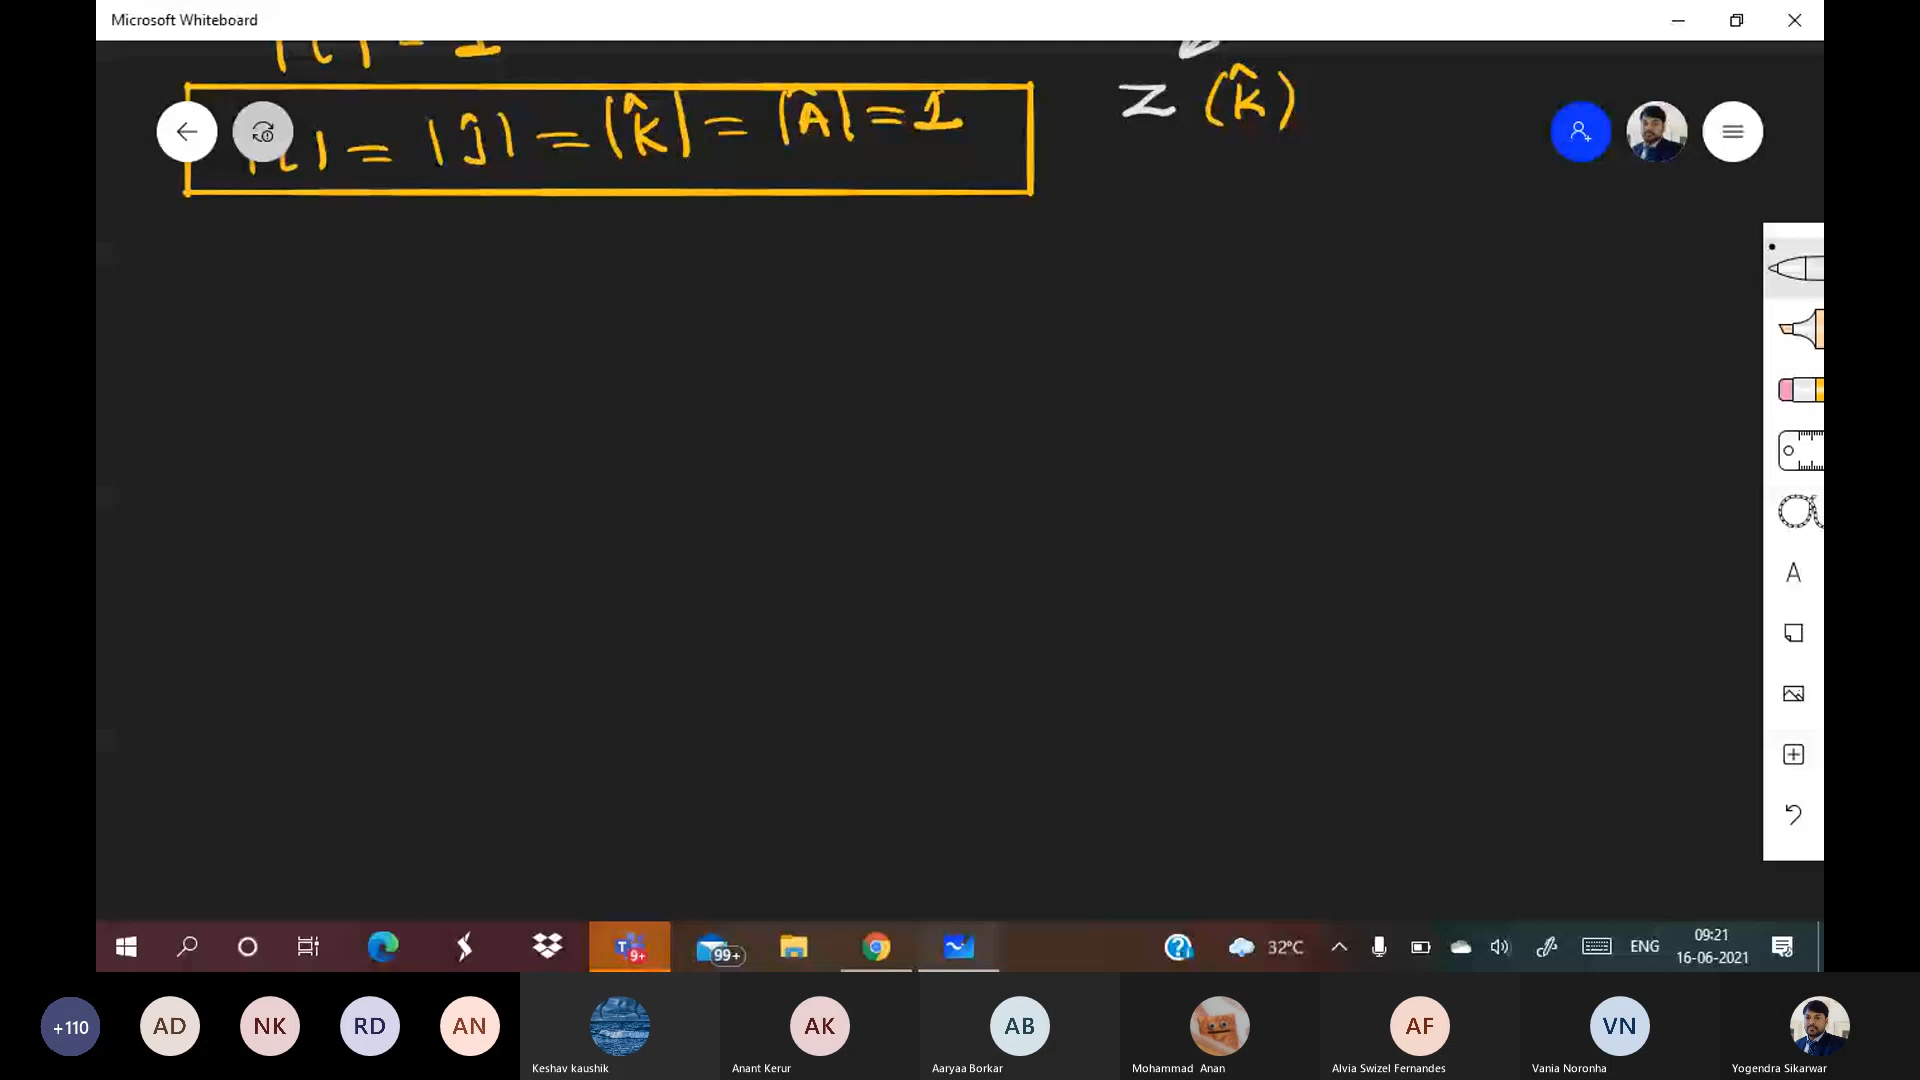 Microsoft Whiteboard
z (k̂)
| = |ĵ| = |k̂| = |Â| = 1
A
T
9+
99+
32°C
ENG
09:21
16-06-2021
+110
AD
NK
RD
AN
AK
AB
AF
VN
Keshav kaushik
Anant Kerur
Aaryaa Borkar
Mohammad Anan
Alvia Swizel Fernandes
Vania Noronha
Yogendra Sikarwar